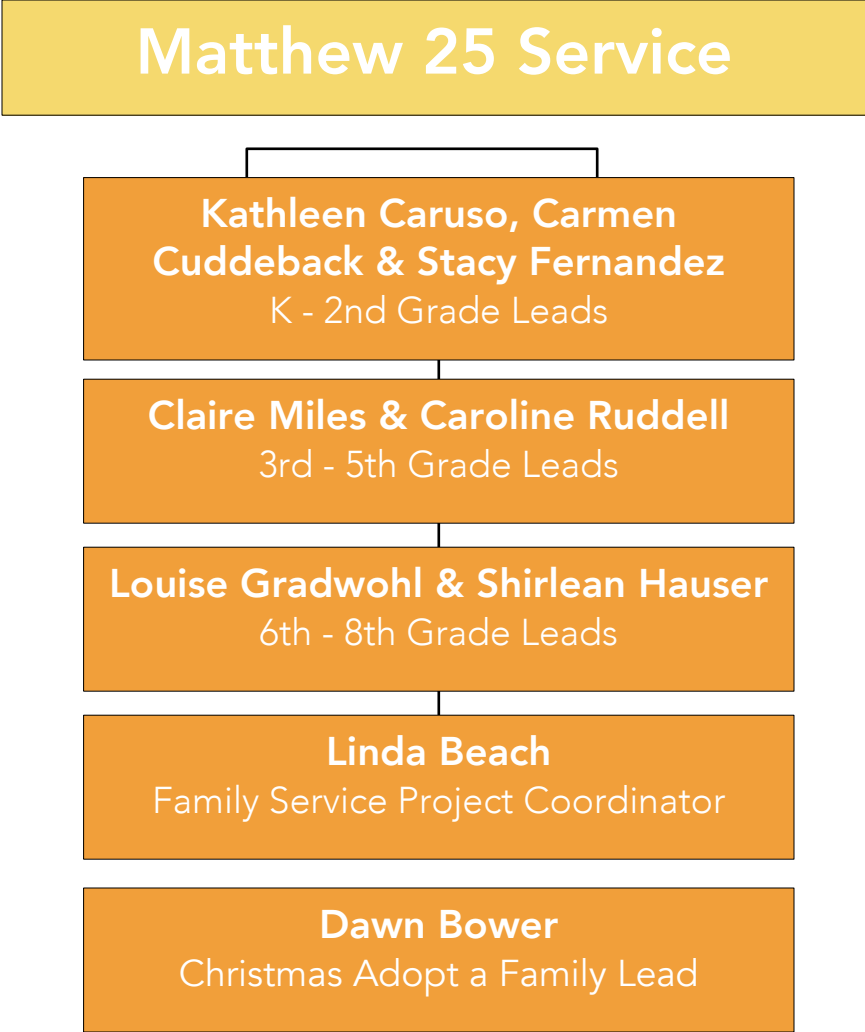 Matthew 25 Service
Kathleen Caruso, Carmen
Cuddeback & Stacy Fernandez
K - 2nd Grade Leads
Claire Miles & Caroline Ruddell
3rd - 5th Grade Leads
Louise Gradwohl & Shirlean Hauser
6th - 8th Grade Leads
Linda Beach
Family Service Project Coordinator
Dawn Bower
Christmas Adopt a Family Lead